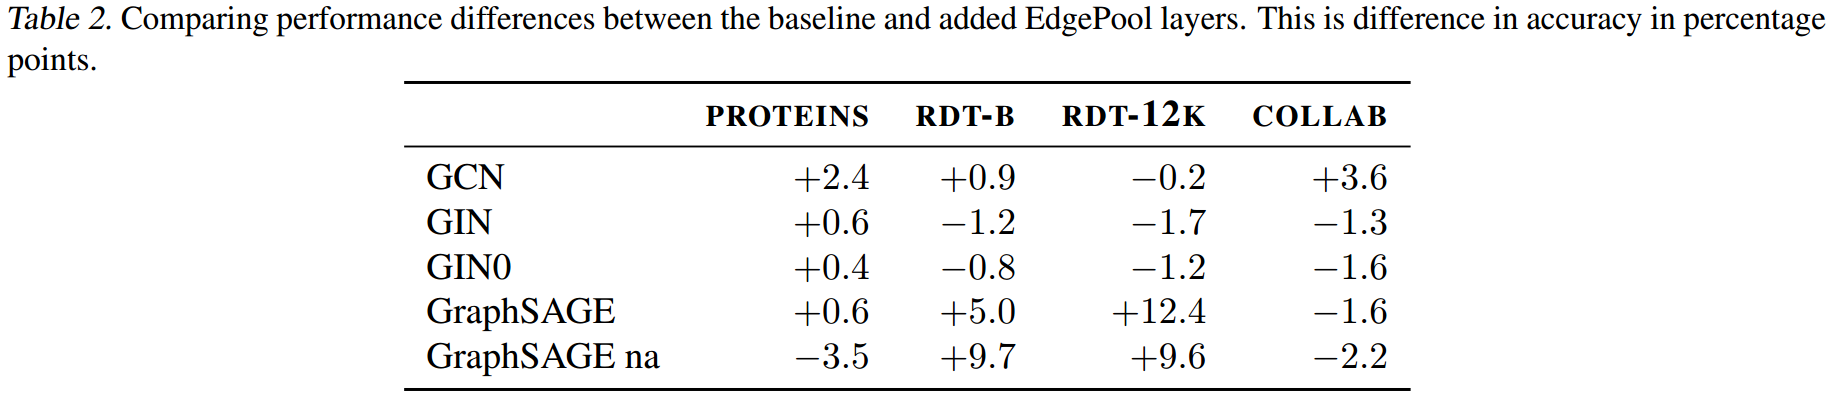 Table 2. Comparing performance differences between the baseline and added EdgePool layers. This is difference in accuracy in percentage
points.
PROTEINS RDT-B RDT-12K COLLAB
GCN +2.4 +0.9 −0.2 +3.6
GIN +0.6 −1.2 −1.7 −1.3
GIN0 +0.4 −0.8 −1.2 −1.6
GraphSAGE +0.6 +5.0 +12.4 −1.6
GraphSAGE na −3.5 +9.7 +9.6 −2.2